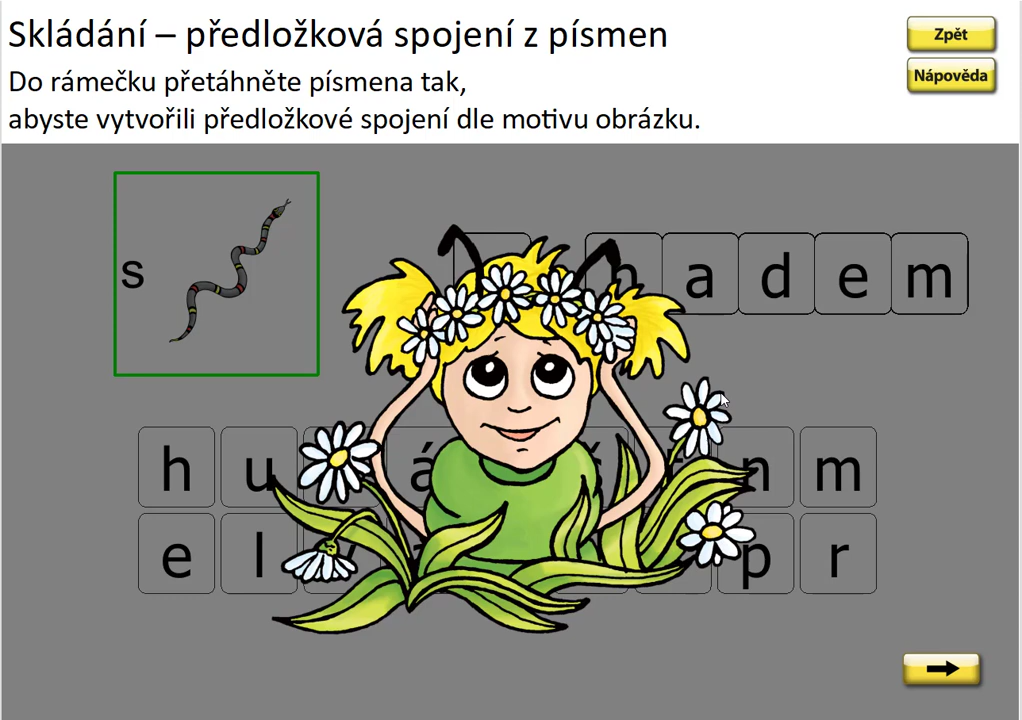 Skládání – předložková spojení z písmen
Zpět
Do rámečku přetáhněte písmena tak,
Nápověda
abyste vytvořili předložkové spojení dle motivu obrázku.
s
h a d e m
h u á n m
e l p r